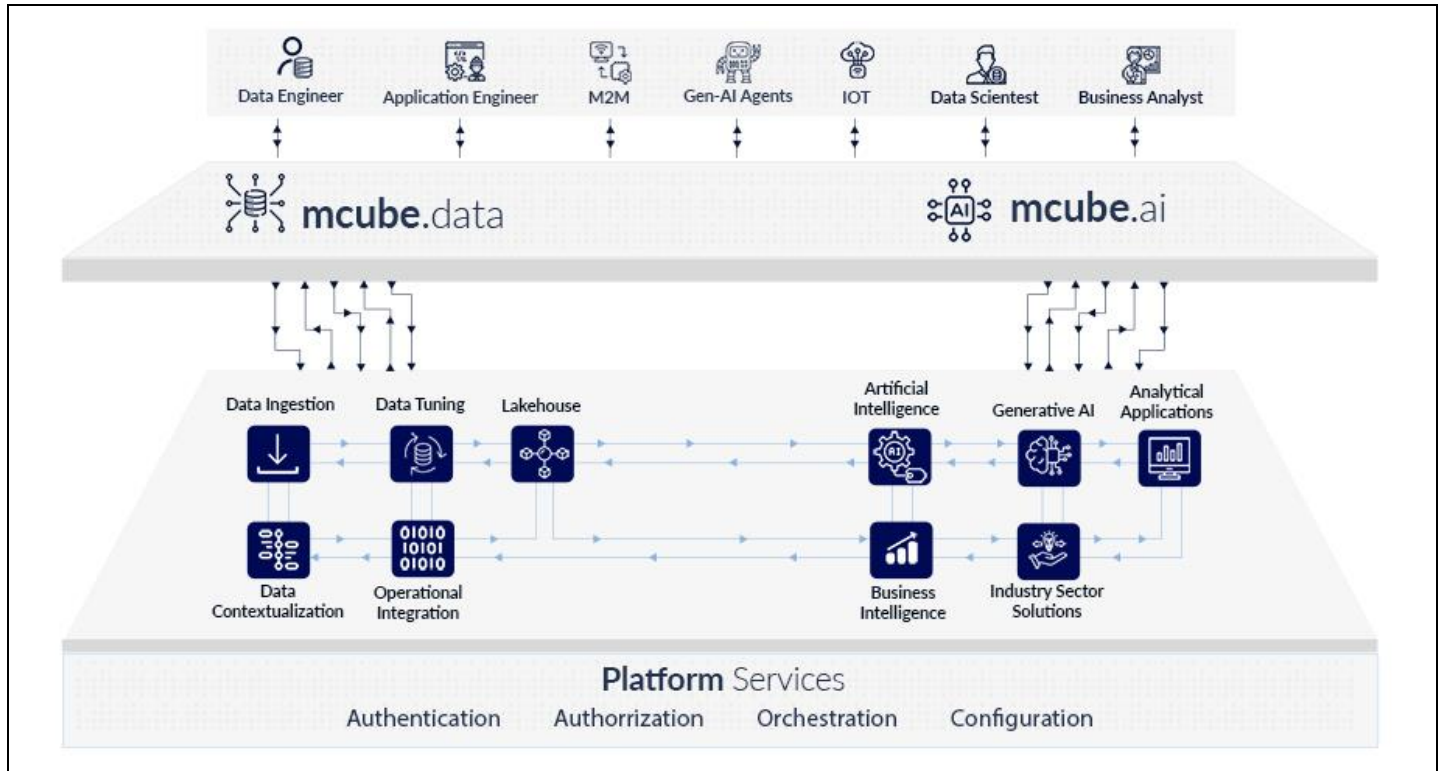 Data Engineer
Application Engineer
M2M
Gen-AI Agents
IOT
Data Scientest
Business Analyst
mcube.data
AI
mcube.ai
Data Ingestion
Data Tuning
Lakehouse
Artificial
Intelligence
Generative AI
Analytical
Applications
AI
01010
10101
01010
Data
Contextualization
Operational
Integration
Business
Intelligence
Industry Sector
Solutions
Platform Services
Authentication
Authorrization
Orchestration
Configuration